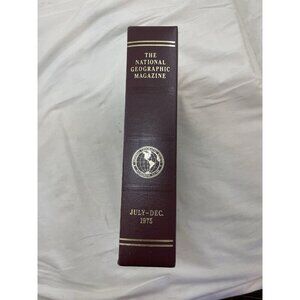 THE
NATIONAL
GEOGRAPHIC
MAGAZINE
JULY–DEC.
1975